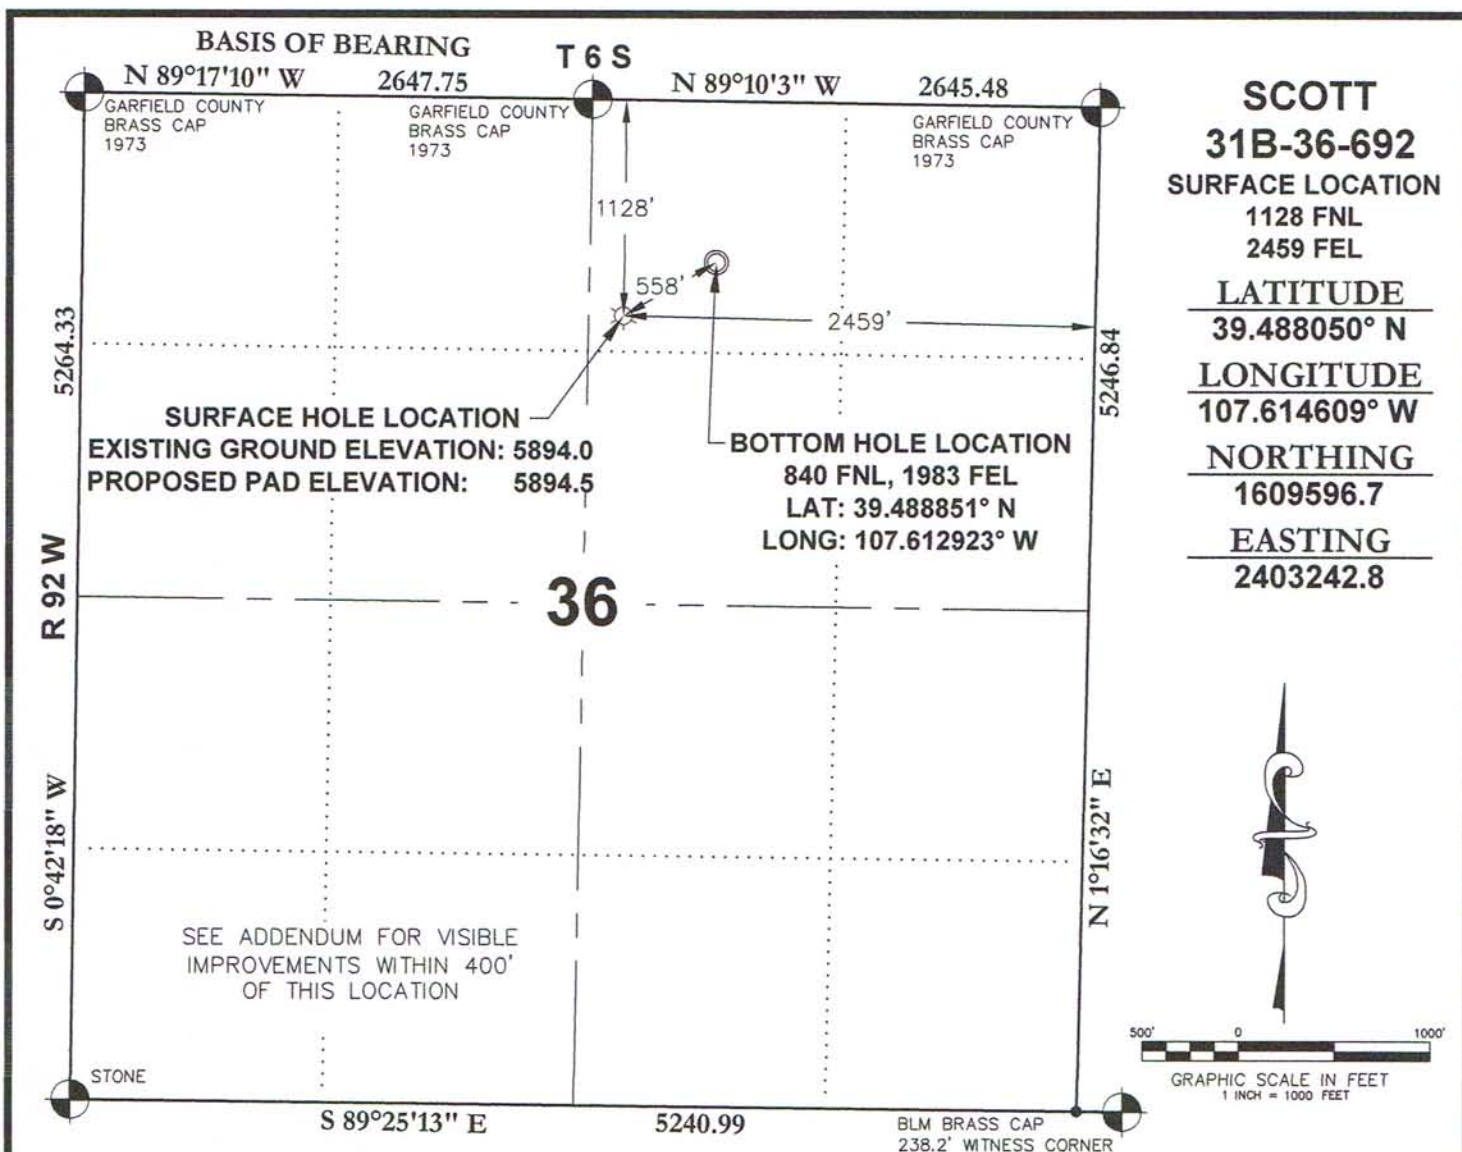 BASIS OF BEARING
T 6 S
N 89°17'10" W 2647.75
N 89°10'3" W 2645.48
GARFIELD COUNTY
BRASS CAP
1973
GARFIELD COUNTY
BRASS CAP
1973
GARFIELD COUNTY
BRASS CAP
1973
1128'
558'
2459'
5264.33
5246.84
SURFACE HOLE LOCATION
EXISTING GROUND ELEVATION: 5894.0
PROPOSED PAD ELEVATION: 5894.5
BOTTOM HOLE LOCATION
840 FNL, 1983 FEL
LAT: 39.488851° N
LONG: 107.612923° W
R 92 W
36
S 0°42'18" W
N 1°16'32" E
SEE ADDENDUM FOR VISIBLE
IMPROVEMENTS WITHIN 400'
OF THIS LOCATION
STONE
S 89°25'13" E 5240.99
BLM BRASS CAP
238.2' WITNESS CORNER
SCOTT
31B-36-692
SURFACE LOCATION
1128 FNL
2459 FEL
LATITUDE
39.488050° N
LONGITUDE
107.614609° W
NORTHING
1609596.7
EASTING
2403242.8
500' 0 1000'
GRAPHIC SCALE IN FEET
1 INCH = 1000 FEET